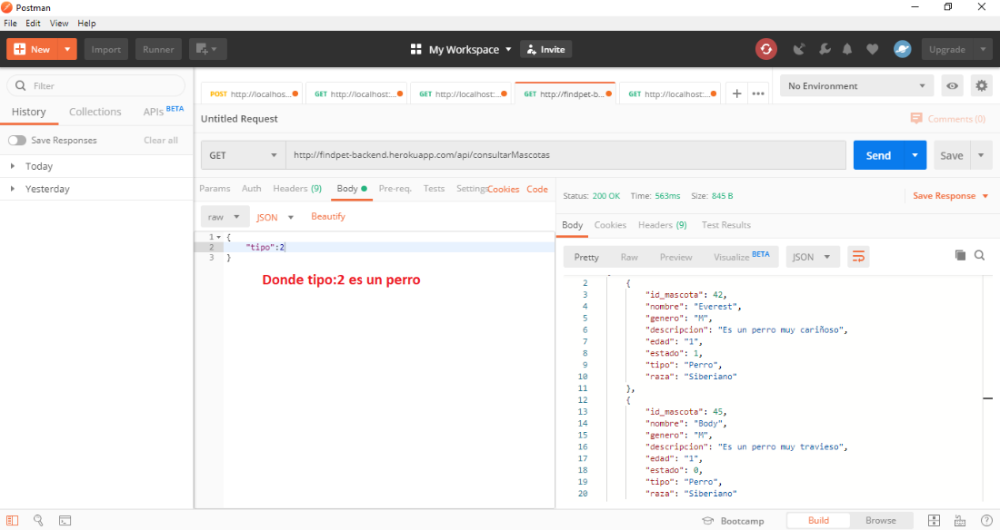 Postman
File Edit View Help
New Import Runner My Workspace Invite Upgrade
Filter
History Collections APIs BETA
Save Responses Clear all
Today
Yesterday
POST http://localhos... GET http://localhost:... GET http://localhos... GET http://findpet-b... GET http://localhost:...
No Environment
Untitled Request
Comments (0)
GET http://findpet-backend.herokuapp.com/api/consultarMascotas Send Save
Params Auth Headers (9) Body Pre-req. Tests Settings Cookies Code
raw JSON Beautify
1 {
2 "tipo":2
3 }
Donde tipo:2 es un perro
Status: 200 OK Time: 563ms Size: 845 B Save Response
Body Cookies Headers (9) Test Results
Pretty Raw Preview Visualize BETA JSON
2 {
3 "id_mascota": 42,
4 "nombre": "Everest",
5 "genero": "M",
6 "descripcion": "Es un perro muy cariñoso",
7 "edad": "1",
8 "estado": 1,
9 "tipo": "Perro",
10 "raza": "Siberiano"
11 },
12 {
13 "id_mascota": 45,
14 "nombre": "Body",
15 "genero": "M",
16 "descripcion": "Es un perro muy travieso",
17 "edad": "1",
18 "estado": 0,
19 "tipo": "Perro",
20 "raza": "Siberiano"
Bootcamp Build Browse